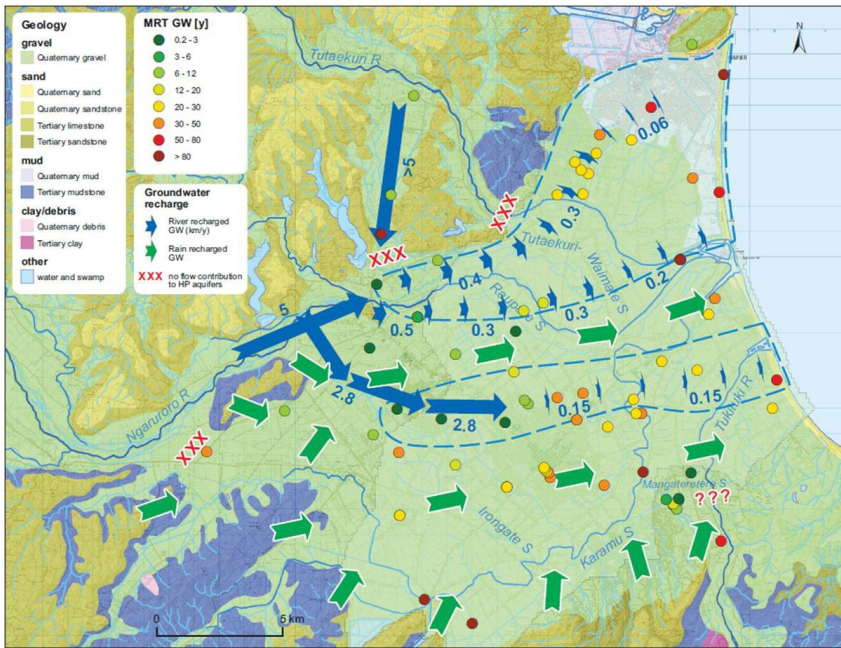 Geology
gravel
Quaternary gravel
sand
Quaternary sand
Quaternary sandstone
Tertiary limestone
Tertiary sandstone
mud
Quaternary mud
Tertiary mudstone
clay/debris
Quaternary debris
Tertiary clay
other
water and swamp
MRT GW [y]
0.2 - 3
3 - 6
6 - 12
12 - 20
20 - 30
30 - 50
50 - 80
> 80
Groundwater
recharge
River recharged
GW (km/y)
Rain recharged
GW
XXX no flow contribution
to HP aquifers
Tutaekuri R
N
NAPIER
0.06
>5
XXX
0.3
XXX
Tutaekuri-
Waimate S
0.4
Raupare S
0.2
5
0.5
0.3
0.3
2.8
Ngaruroro R
2.8
0.15
0.15
Tukituki R
XXX
Mangateretere S
???
Irongate S
Karamu S
0
5 km